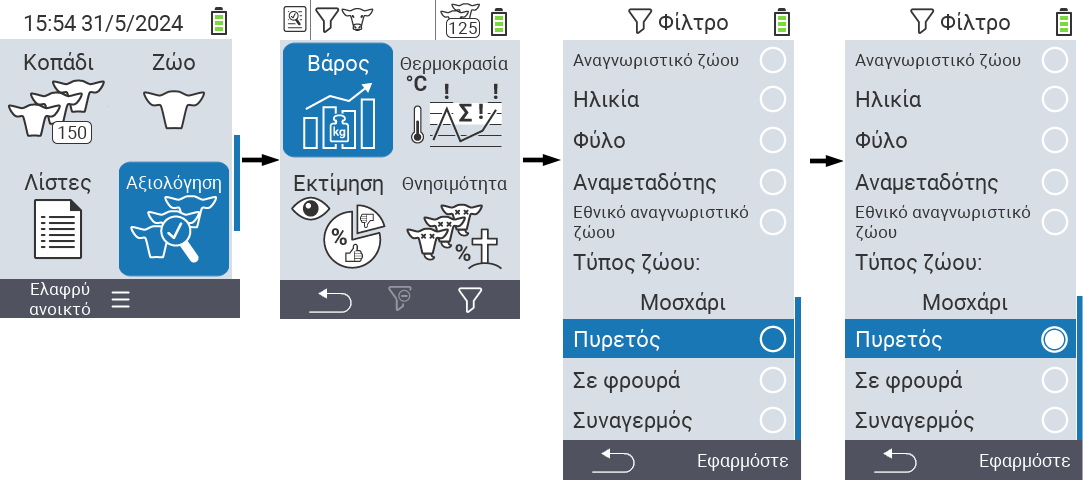 15:54 31/5/2024
Κοπάδι Ζώο
150
Λίστες Αξιολόγηση
Ελαφρύ
ανοικτό
125
Βάρος Θερμοκρασία
°C ! Σ ! !
kg
Εκτίμηση Θνησιμότητα
% %
Φίλτρο
Αναγνωριστικό ζώου
Ηλικία
Φύλο
Αναμεταδότης
Εθνικό αναγνωριστικό
ζώου
Τύπος ζώου:
Μοσχάρι
Πυρετός
Σε φρουρά
Συναγερμός
Εφαρμόστε
Φίλτρο
Αναγνωριστικό ζώου
Ηλικία
Φύλο
Αναμεταδότης
Εθνικό αναγνωριστικό
ζώου
Τύπος ζώου:
Μοσχάρι
Πυρετός
Σε φρουρά
Συναγερμός
Εφαρμόστε